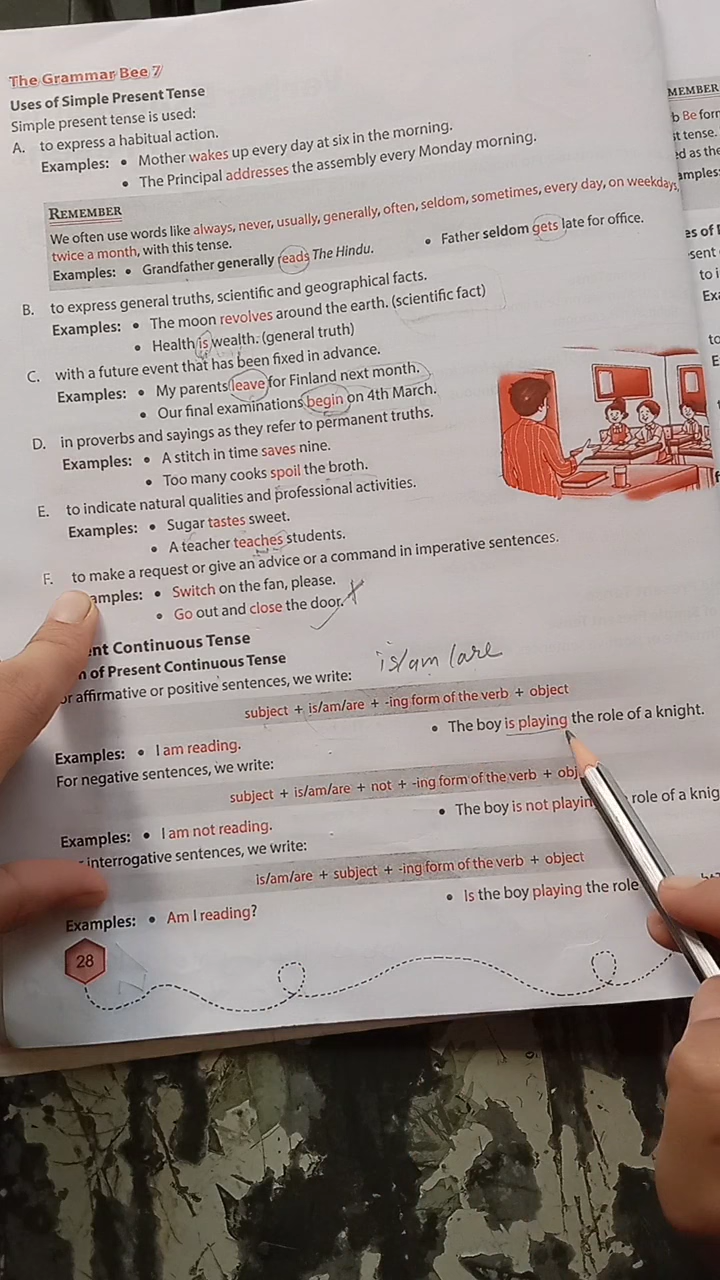 The Grammar Bee 7
Uses of Simple Present Tense
Simple present tense is used:
A. to express a habitual action.
Examples: • Mother wakes up every day at six in the morning.
• The Principal addresses the assembly every Monday morning.
REMEMBER
We often use words like always, never, usually, generally, often, seldom, sometimes, every day, on weekdays,
twice a month, with this tense.
Examples: • Grandfather generally reads The Hindu. • Father seldom gets late for office.
B. to express general truths, scientific and geographical facts.
Examples: • The moon revolves around the earth. (scientific fact)
• Health is wealth. (general truth)
C. with a future event that has been fixed in advance.
Examples: • My parents leave for Finland next month.
• Our final examinations begin on 4th March.
D. in proverbs and sayings as they refer to permanent truths.
Examples: • A stitch in time saves nine.
• Too many cooks spoil the broth.
E. to indicate natural qualities and professional activities.
Examples: • Sugar tastes sweet.
• A teacher teaches students.
F. to make a request or give an advice or a command in imperative sentences.
amples: • Switch on the fan, please.
• Go out and close the door.
nt Continuous Tense
of Present Continuous Tense
is/am/are
or affirmative or positive sentences, we write:
subject + is/am/are + -ing form of the verb + object
Examples: • I am reading. • The boy is playing the role of a knight.
For negative sentences, we write:
subject + is/am/are + not + -ing form of the verb + obj
Examples: • I am not reading. • The boy is not playin role of a knig
interrogative sentences, we write:
is/am/are + subject + -ing form of the verb + object
Examples: • Am I reading? • Is the boy playing the role
28
MEMBER
b Be for
t tense.
d as the
amples:
es of
sent
to i
Ex
to
E